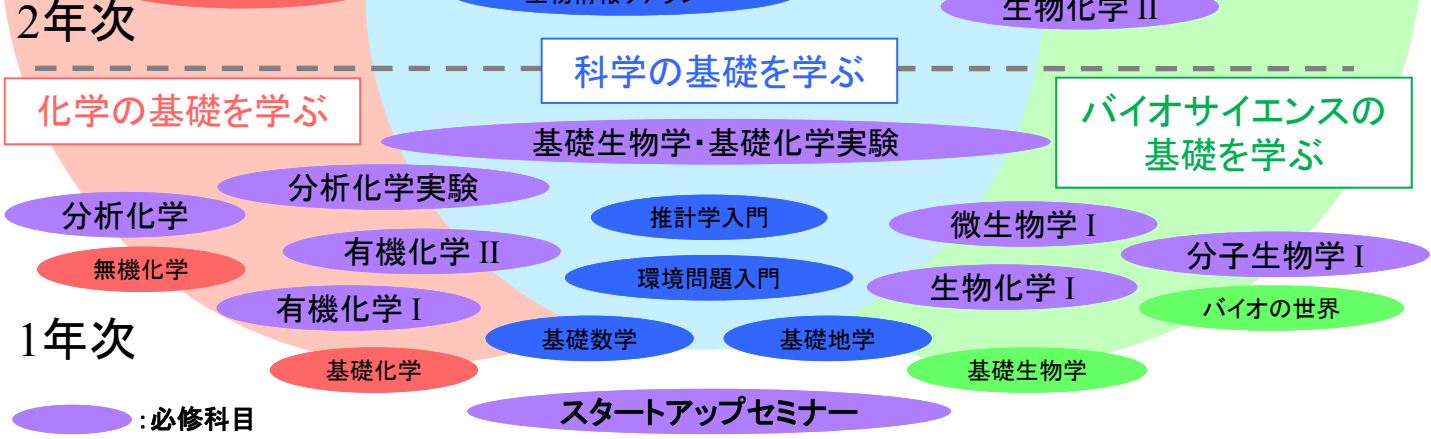 2年次
生物化学 II
科学の基礎を学ぶ
化学の基礎を学ぶ
バイオサイエンスの
基礎を学ぶ
基礎生物学・基礎化学実験
分析化学実験
分析化学
推計学入門
微生物学 I
有機化学 II
分子生物学 I
無機化学
環境問題入門
生物化学 I
有機化学 I
バイオの世界
1年次
基礎数学
基礎地学
基礎化学
基礎生物学
スタートアップセミナー
:必修科目